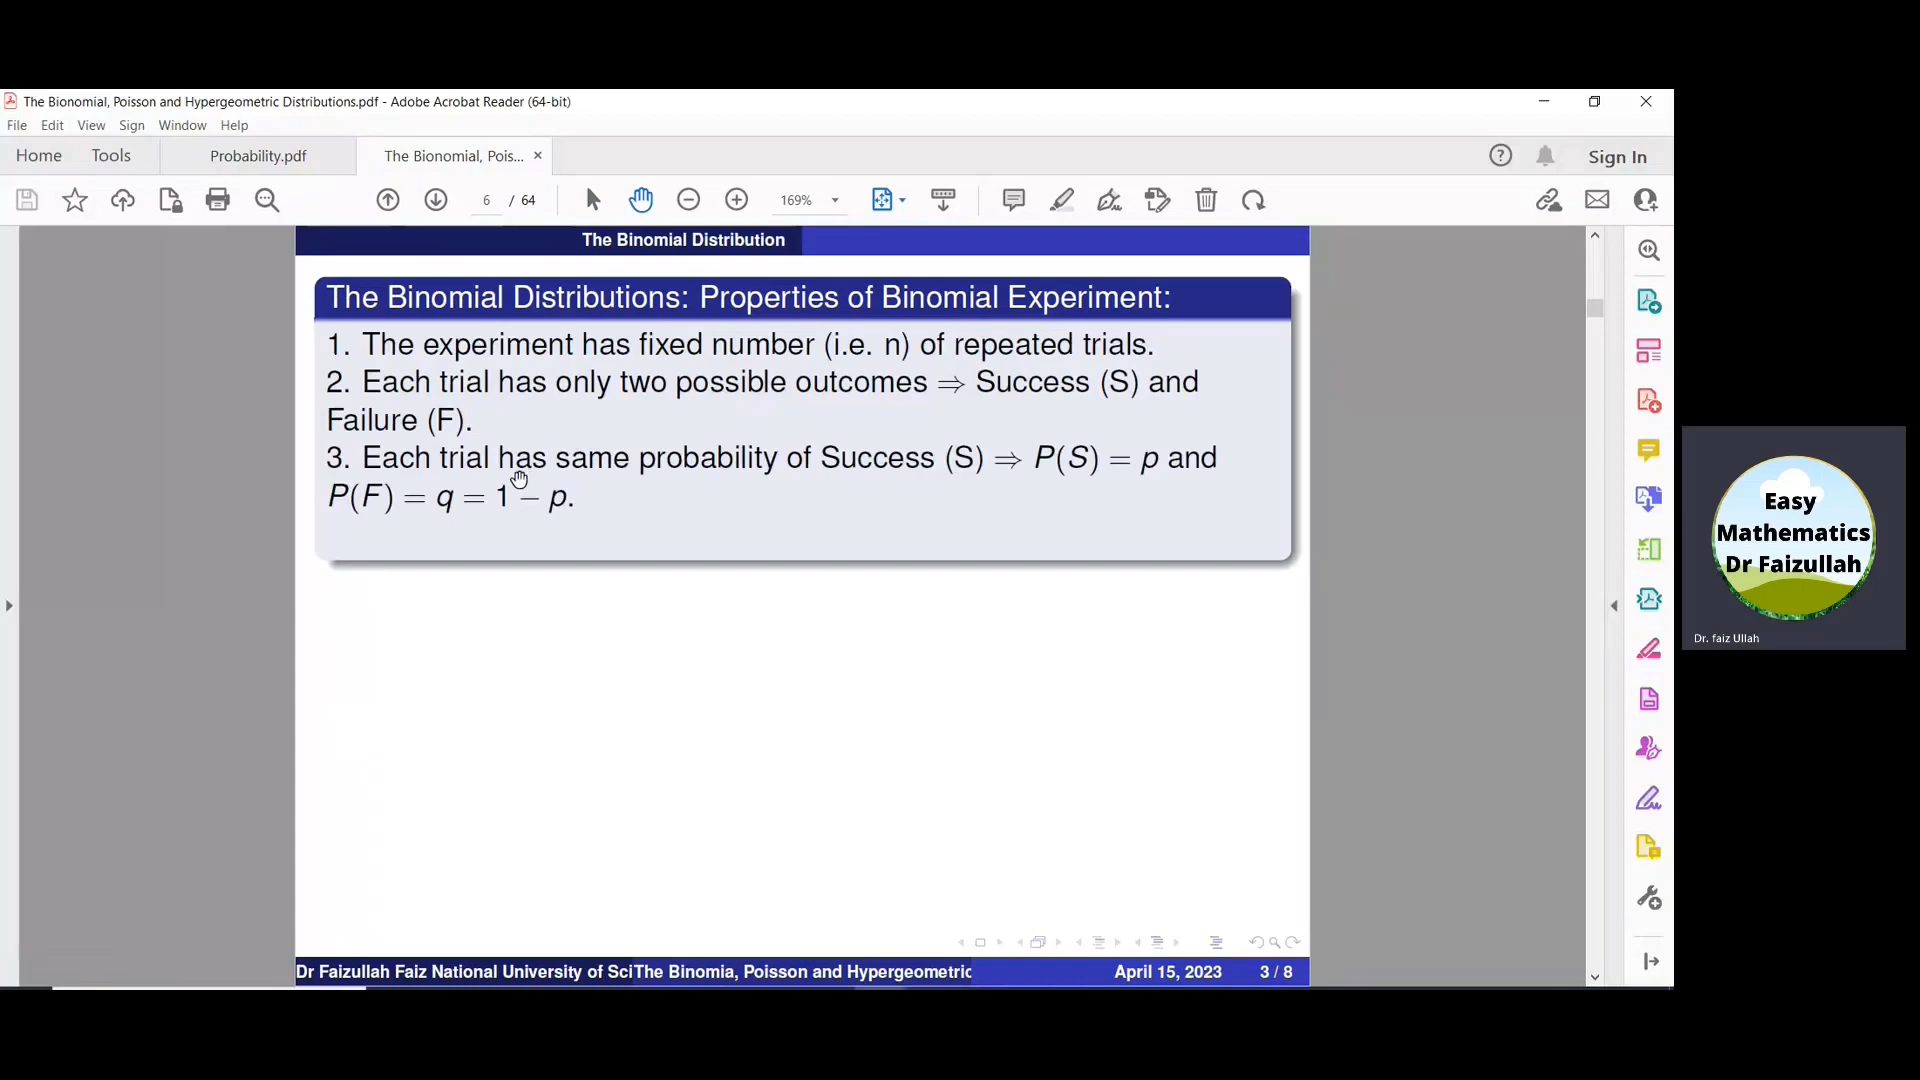 The Bionomial, Poisson and Hypergeometric Distributions.pdf - Adobe Acrobat Reader (64-bit)
File Edit View Sign Window Help
Home Tools Probability.pdf The Bionomial, Pois... × Sign In
6 / 64 169%
The Binomial Distribution
The Binomial Distributions: Properties of Binomial Experiment:
1. The experiment has fixed number (i.e. n) of repeated trials.
2. Each trial has only two possible outcomes ⇒ Success (S) and
Failure (F).
3. Each trial has same probability of Success (S) ⇒ P(S) = p and
P(F) = q = 1 − p.
Easy
Mathematics
Dr Faizullah
Dr. faiz Ullah
Dr Faizullah Faiz National University of Sci The Binomia, Poisson and Hypergeometric April 15, 2023 3 / 8